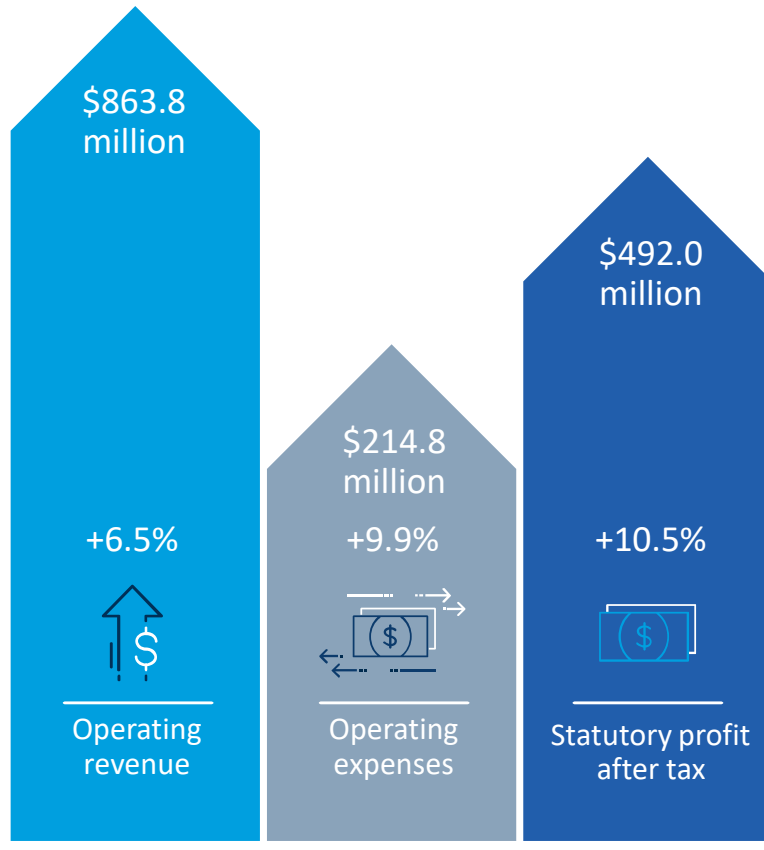 $863.8
million
+6.5%
$
Operating
revenue
$214.8
million
+9.9%
$
Operating
expenses
$492.0
million
+10.5%
$
Statutory profit
after tax